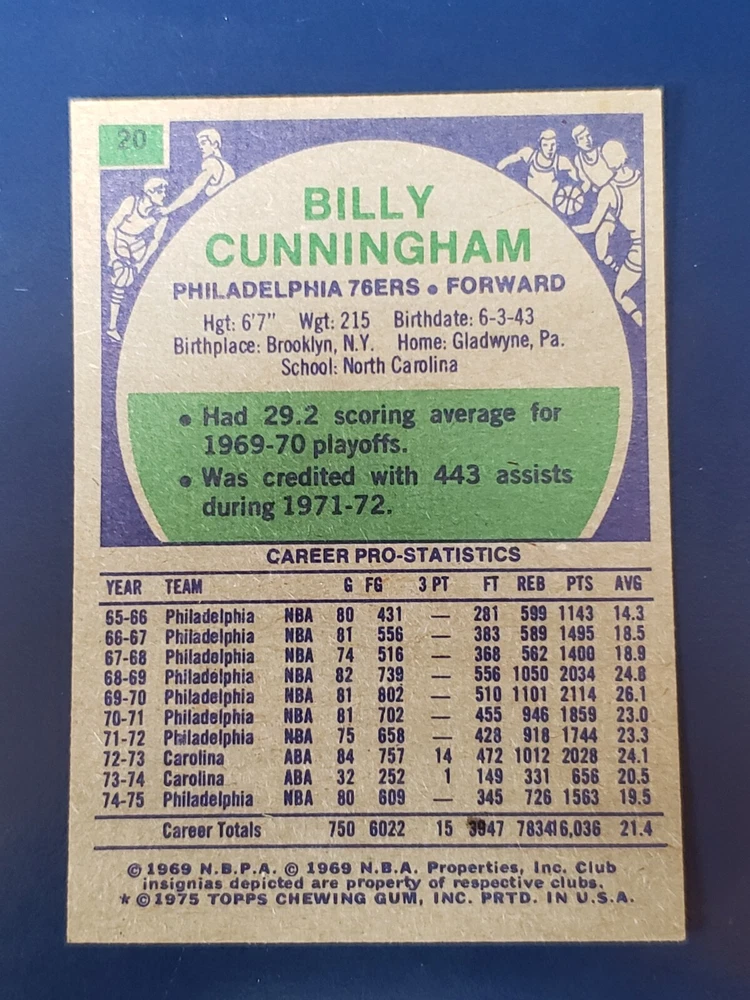 20
BILLY
CUNNINGHAM
PHILADELPHIA 76ERS • FORWARD
Hgt: 6'7" Wgt: 215 Birthdate: 6-3-43
Birthplace: Brooklyn, N.Y. Home: Gladwyne, Pa.
School: North Carolina
• Had 29.2 scoring average for
1969-70 playoffs.
• Was credited with 443 assists
during 1971-72.
CAREER PRO-STATISTICS
YEAR TEAM G FG 3 PT FT REB PTS AVG
65-66 Philadelphia NBA 80 431 — 281 599 1143 14.3
66-67 Philadelphia NBA 81 556 — 383 589 1495 18.5
67-68 Philadelphia NBA 74 516 — 368 562 1400 18.9
68-69 Philadelphia NBA 82 739 — 556 1050 2034 24.8
69-70 Philadelphia NBA 81 802 — 510 1101 2114 26.1
70-71 Philadelphia NBA 81 702 — 455 946 1859 23.0
71-72 Philadelphia NBA 75 658 — 428 918 1744 23.3
72-73 Carolina ABA 84 757 14 472 1012 2028 24.1
73-74 Carolina ABA 32 252 1 149 331 656 20.5
74-75 Philadelphia NBA 80 609 — 345 726 1563 19.5
Career Totals 750 6022 15 3947 7834 16,036 21.4
© 1969 N.B.P.A. © 1969 N.B.A. Properties, Inc. Club
insignias depicted are property of respective clubs.
* © 1975 TOPPS CHEWING GUM, INC. PRTD. IN U.S.A.